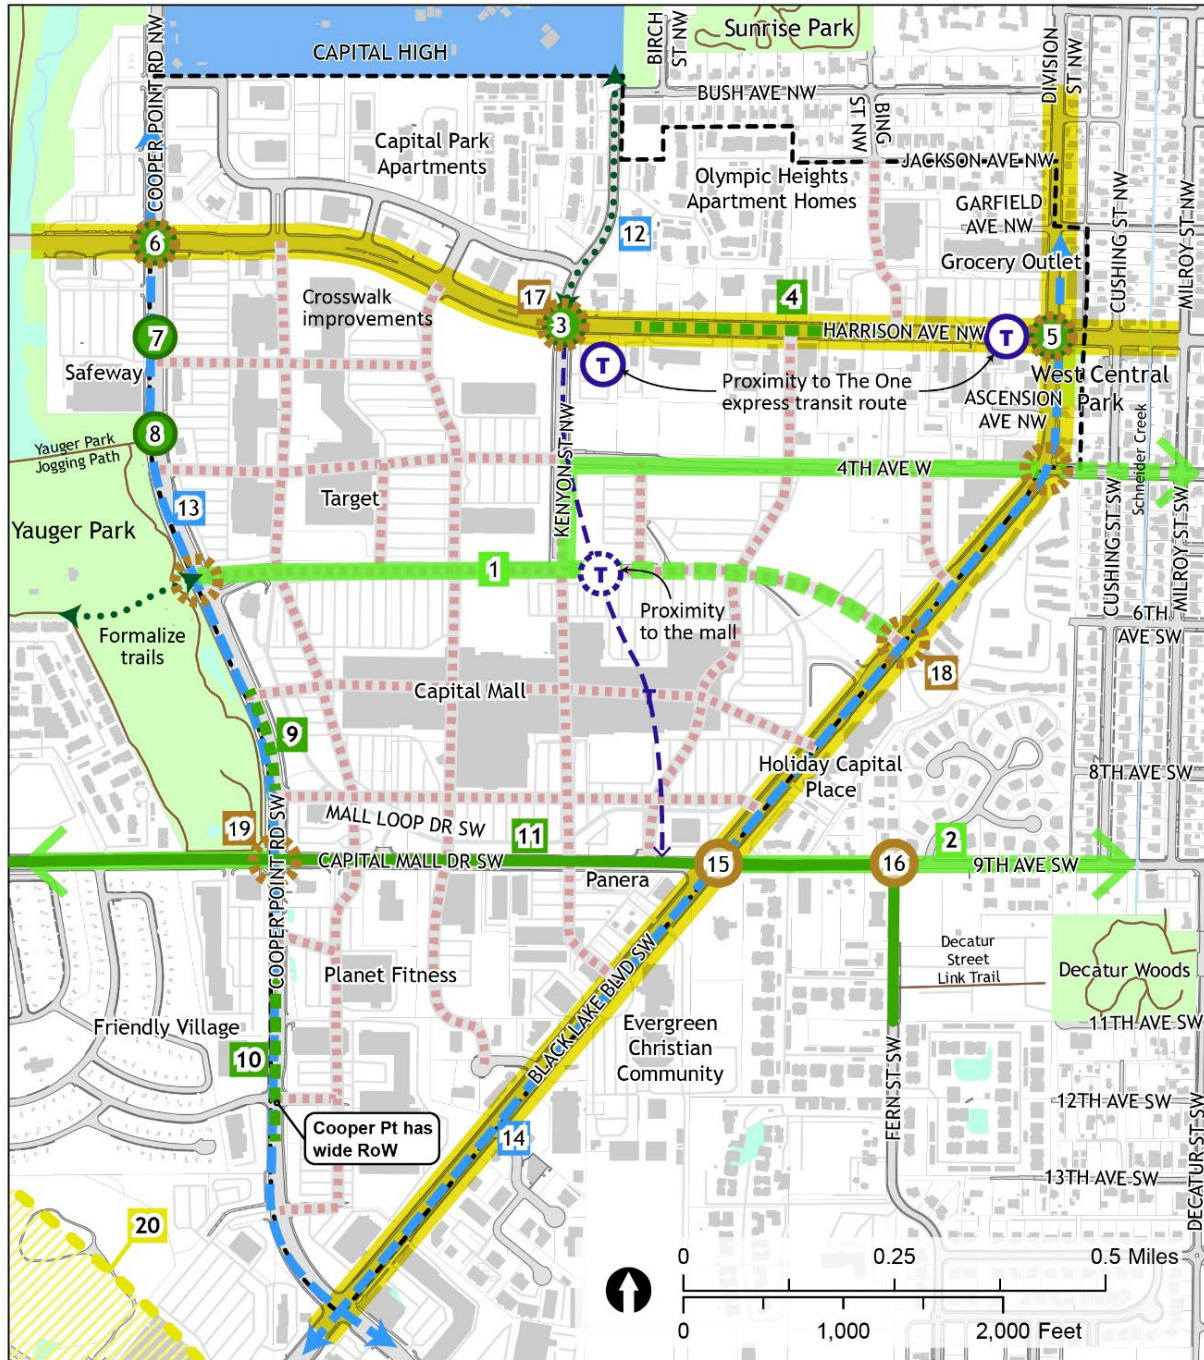 COOPER POINT RD NW
CAPITAL HIGH
BIRCH
ST NW
Sunrise Park
DIVISION
ST NW
BUSH AVE NW
BING
ST NW
Capital Park
Apartments
JACKSON AVE NW
Olympic Heights
Apartment Homes
GARFIELD
AVE NW
CUSHING ST NW
MILROY ST NW
6
12
Grocery Outlet
Crosswalk
improvements
17
3
4
HARRISON AVE NW
T
5
7
Safeway
T
Proximity to The One
express transit route
West Central
Park
ASCENSION
AVE NW
8
Yauger Park
Jogging Path
KENYON ST NW
4TH AVE W
Schneider Creek
Target
13
CUSHING ST SW
MILROY ST SW
Yauger Park
1
T
Proximity
to the mall
6TH
AVE SW
Formalize
trails
18
Capital Mall
T
9
Holiday Capital
Place
8TH AVE SW
COOPER POINT RD SW
MALL LOOP DR SW
19
11
2
CAPITAL MALL DR SW
15
16
9TH AVE SW
Panera
Planet Fitness
BLACK LAKE BLVD SW
Decatur
Street
Link Trail
Decatur Woods
Friendly Village
Evergreen
Christian
Community
11TH AVE SW
10
FERN ST SW
12TH AVE SW
Cooper Pt has
wide RoW
14
13TH AVE SW
DECATUR ST SW
20
0
0.25
0.5 Miles
0
1,000
2,000 Feet